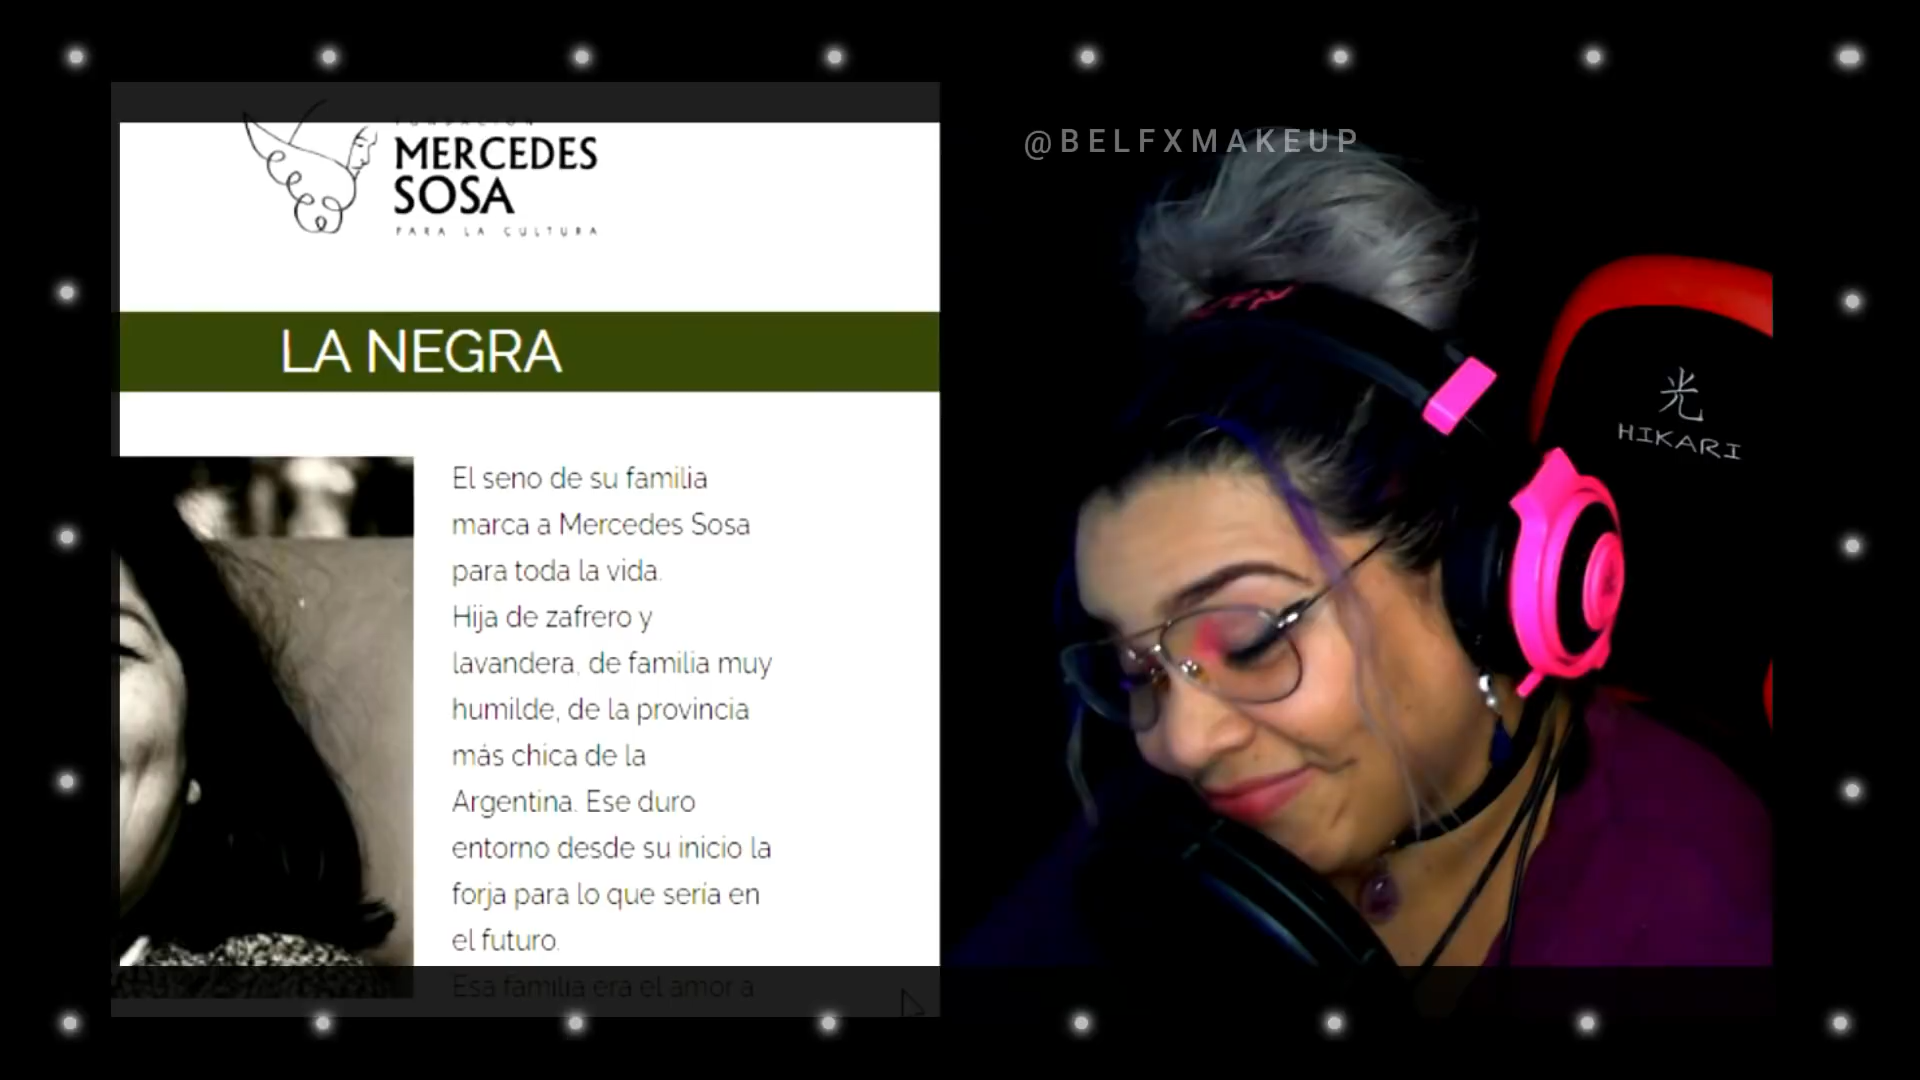 FUNDACIÓN
MERCEDES
SOSA
PARA LA CULTURA
LA NEGRA
El seno de su familia
marca a Mercedes Sosa
para toda la vida.
Hija de zafrero y
lavandera, de familia muy
humilde, de la provincia
más chica de la
Argentina. Ese duro
entorno desde su inicio la
forja para lo que sería en
el futuro.
Esa familia era el amor a
@BELFXMAKEUP
光
HIKARI